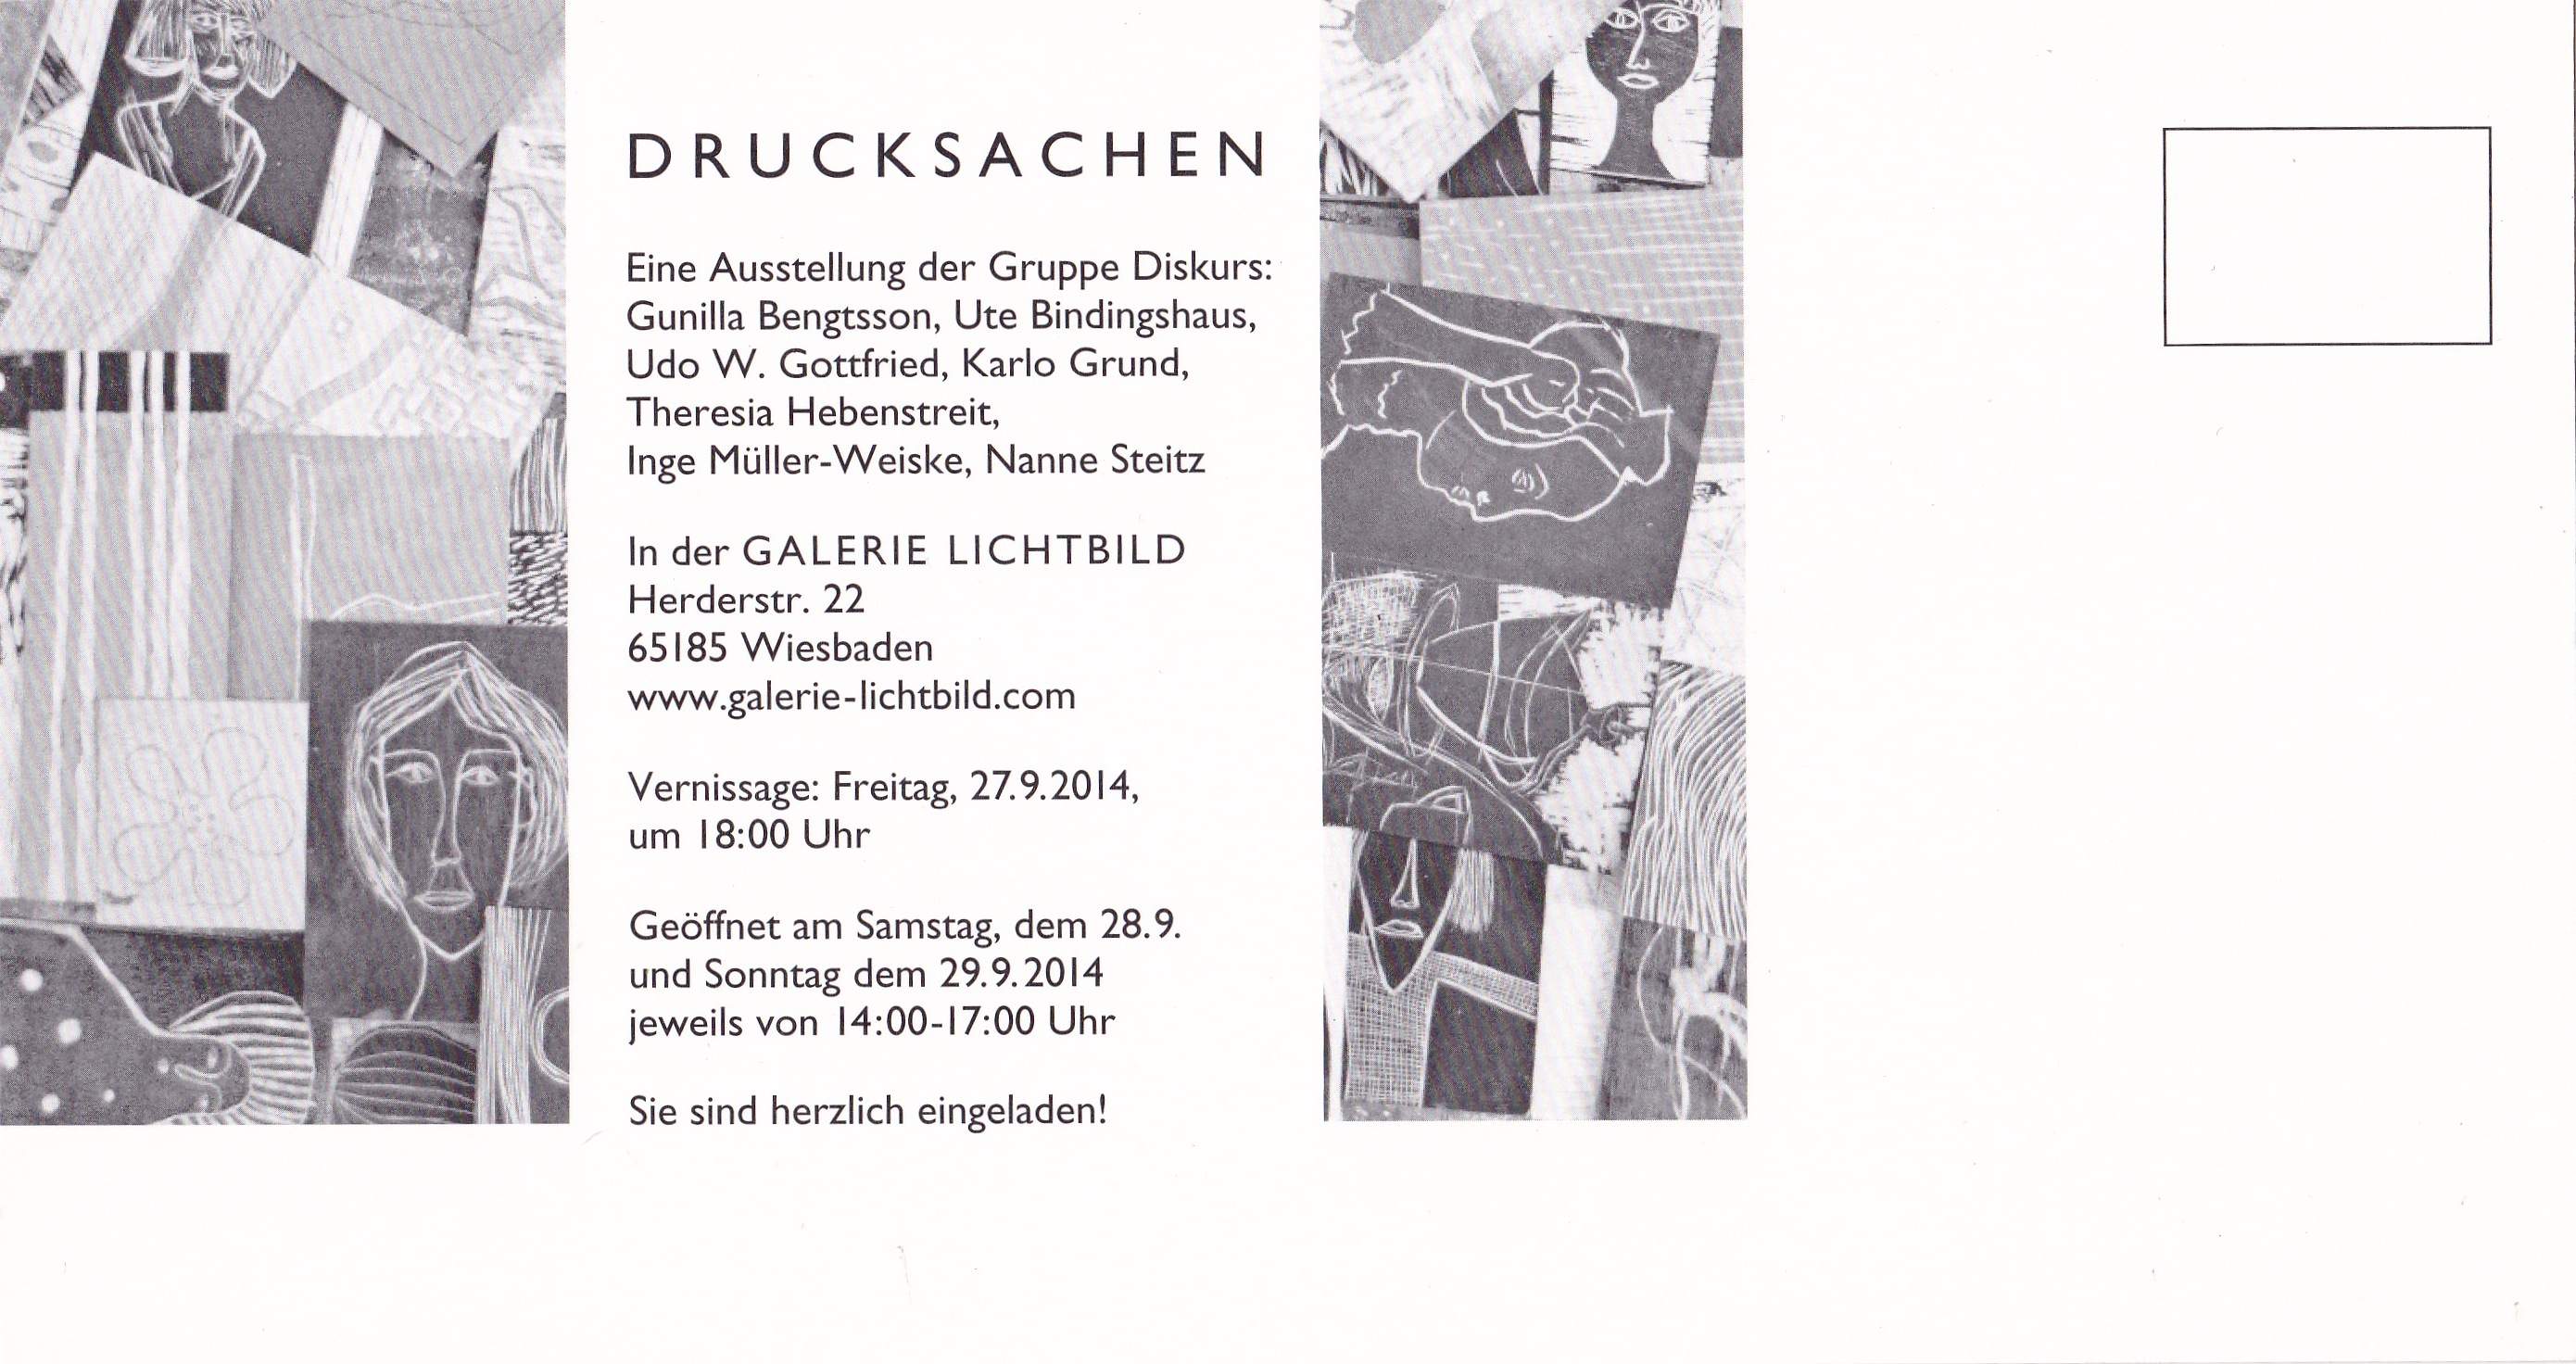 DRUCKSACHEN
Eine Ausstellung der Gruppe Diskurs:
Gunilla Bengtsson, Ute Bindingshaus,
Udo W. Gottfried, Karlo Grund,
Theresia Hebenstreit,
Inge Müller-Weiske, Nanne Steitz
In der GALERIE LICHTBILD
Herderstr. 22
65185 Wiesbaden
www.galerie-lichtbild.com
Vernissage: Freitag, 27.9.2014,
um 18:00 Uhr
Geöffnet am Samstag, dem 28.9.
und Sonntag dem 29.9.2014
jeweils von 14:00-17:00 Uhr
Sie sind herzlich eingeladen!